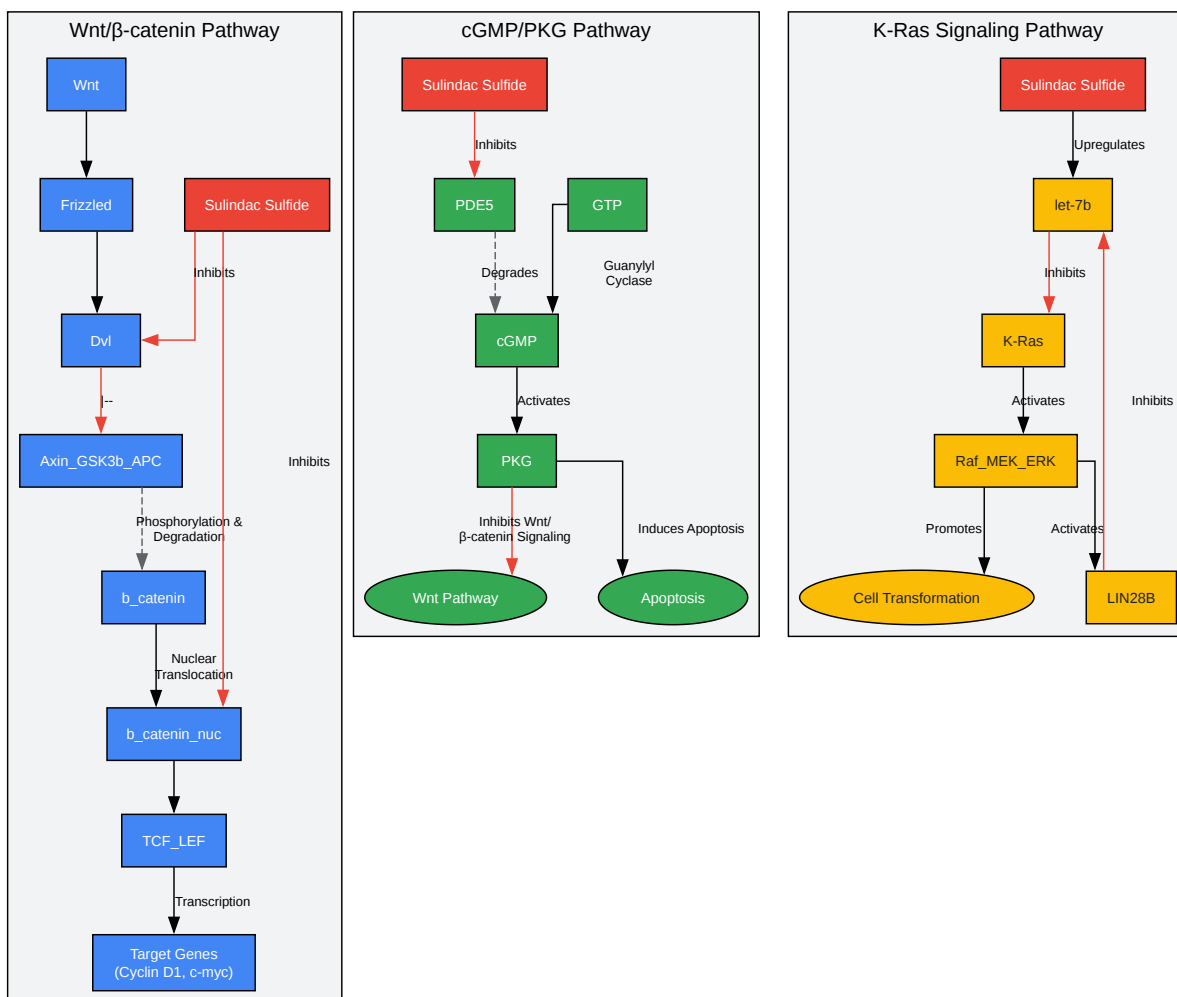 Wnt/β-catenin Pathway
Wnt
Frizzled
Sulindac Sulfide
Inhibits
Dvl
|--
Axin_GSK3b_APC
Inhibits
Phosphorylation &
Degradation
b_catenin
Nuclear
Translocation
b_catenin_nuc
TCF_LEF
Transcription
Target Genes
(Cyclin D1, c-myc)
cGMP/PKG Pathway
Sulindac Sulfide
Inhibits
PDE5
GTP
Degrades
Guanylyl
Cyclase
cGMP
Activates
PKG
Inhibits Wnt/
β-catenin Signaling
Induces Apoptosis
Wnt Pathway
Apoptosis
K-Ras Signaling Pathway
Sulindac Sulfide
Upregulates
let-7b
Inhibits
K-Ras
Activates
Inhibits
Raf_MEK_ERK
Promotes
Activates
Cell Transformation
LIN28B